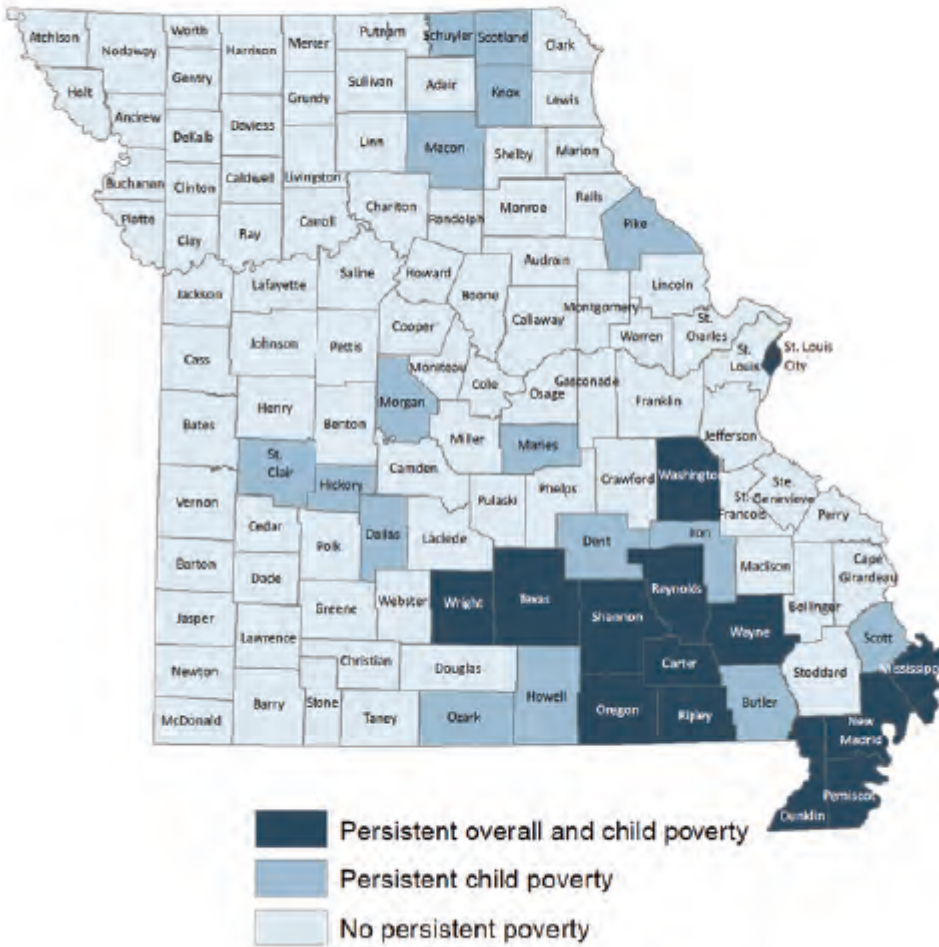 Atchison
Nodaway
Worth
Harrison
Mercer
Putnam
Schuyler
Scotland
Clark
Holt
Gentry
Sullivan
Adair
Knox
Lewis
Andrew
DeKalb
Daviess
Grundy
Linn
Macon
Shelby
Marion
Buchanan
Clinton
Caldwell
Livingston
Chariton
Randolph
Monroe
Ralls
Pike
Platte
Clay
Ray
Carroll
Audrain
Jackson
Lafayette
Saline
Howard
Boone
Callaway
Montgomery
Lincoln
Cass
Johnson
Pettis
Cooper
Moniteau
Cole
Osage
Gasconade
Warren
St.
Charles
St.
Louis
St. Louis
City
Franklin
Bates
Henry
Benton
Morgan
Miller
Maries
Jefferson
Vernon
St.
Clair
Hickory
Camden
Pulaski
Phelps
Crawford
Washington
St.
Francois
Ste.
Genevieve
Perry
Cedar
Polk
Dallas
Laclede
Dent
Iron
Madison
Cape
Girardeau
Barton
Dade
Greene
Webster
Wright
Texas
Shannon
Reynolds
Wayne
Bollinger
Scott
Jasper
Lawrence
Christian
Douglas
Carter
Stoddard
Mississippi
Newton
McDonald
Barry
Stone
Taney
Ozark
Howell
Oregon
Ripley
Butler
New
Madrid
Pemiscot
Dunklin
Persistent overall and child poverty
Persistent child poverty
No persistent poverty